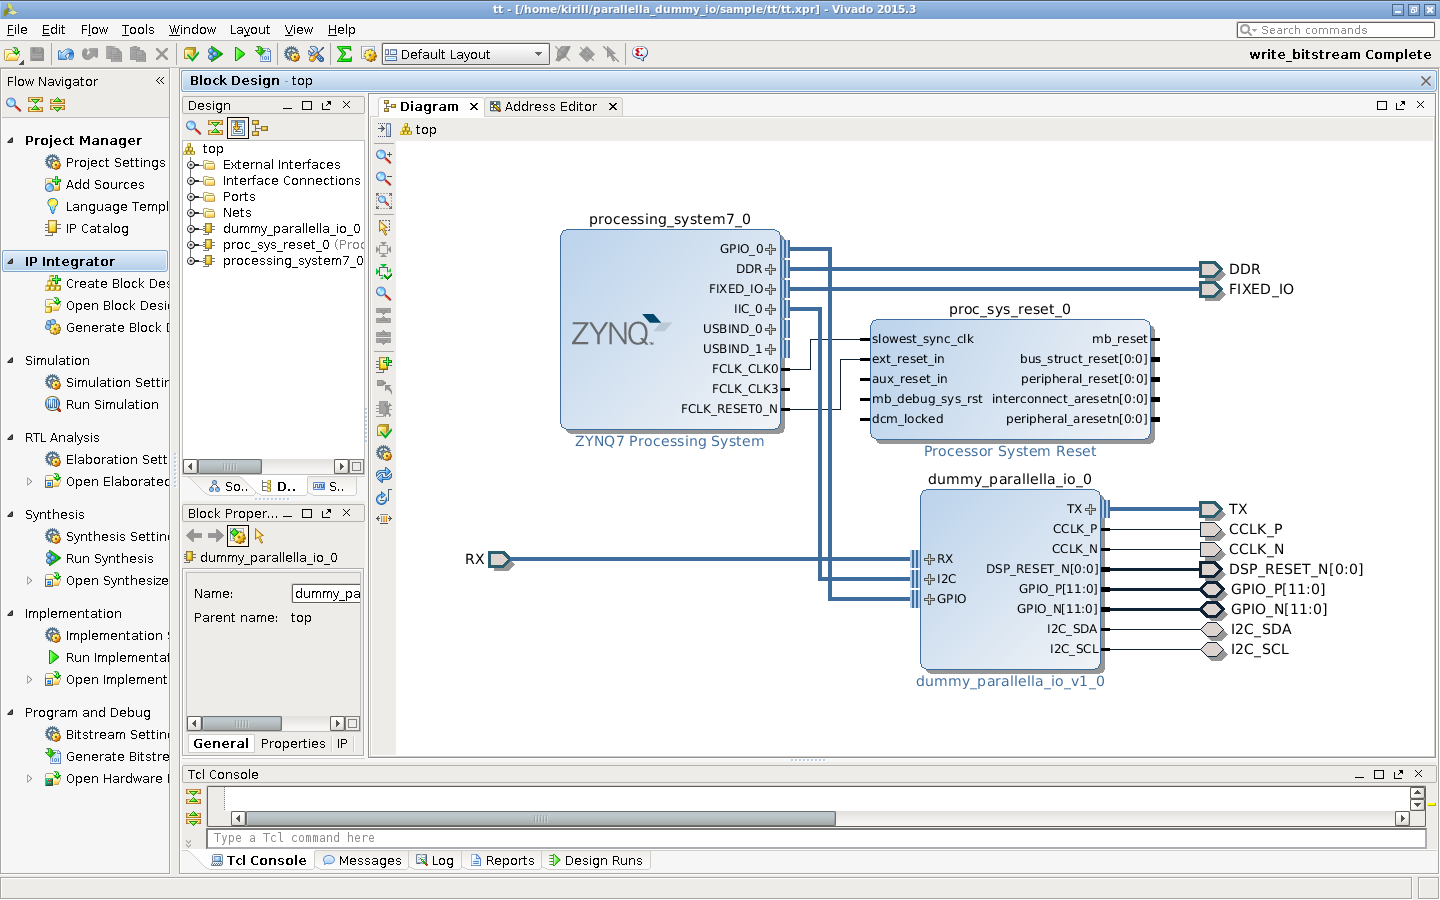 tt - [/home/kirill/parallella_dummy_io/sample/tt/tt.xpr] - Vivado 2015.3
File Edit Flow Tools Window Layout View Help
Search commands
Default Layout
write_bitstream Complete
Flow Navigator
Project Manager
Project Settings
Add Sources
Language Templ
IP Catalog
IP Integrator
Create Block Des
Open Block Desi
Generate Block D
Simulation
Simulation Settin
Run Simulation
RTL Analysis
Elaboration Sett
Open Elaborated
Synthesis
Synthesis Settin
Run Synthesis
Open Synthesize
Implementation
Implementation S
Run Implementat
Open Implement
Program and Debug
Bitstream Settin
Generate Bitstre
Open Hardware M
Block Design - top
Design
top
External Interfaces
Interface Connections
Ports
Nets
dummy_parallella_io_0
proc_sys_reset_0 (Proc
processing_system7_0
So.. D.. S..
Block Proper...
dummy_parallella_io_0
Name: dummy_pa
Parent name: top
General Properties IP
Diagram
Address Editor
top
processing_system7_0
GPIO_0
DDR
FIXED_IO
IIC_0
USBIND_0
USBIND_1
FCLK_CLK0
FCLK_CLK3
FCLK_RESET0_N
ZYNQ.
ZYNQ7 Processing System
DDR
FIXED_IO
proc_sys_reset_0
slowest_sync_clk mb_reset
ext_reset_in bus_struct_reset[0:0]
aux_reset_in peripheral_reset[0:0]
mb_debug_sys_rst interconnect_aresetn[0:0]
dcm_locked peripheral_aresetn[0:0]
Processor System Reset
dummy_parallella_io_0
RX
RX
I2C
GPIO
TX
CCLK_P
CCLK_N
DSP_RESET_N[0:0]
GPIO_P[11:0]
GPIO_N[11:0]
I2C_SDA
I2C_SCL
dummy_parallella_io_v1_0
TX
CCLK_P
CCLK_N
DSP_RESET_N[0:0]
GPIO_P[11:0]
GPIO_N[11:0]
I2C_SDA
I2C_SCL
Tcl Console
Type a Tcl command here
Tcl Console Messages Log Reports Design Runs